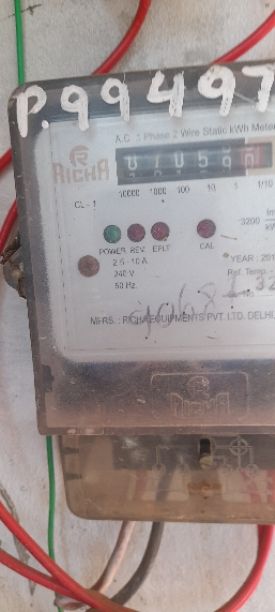 P.99497
A.C. 1 Phase 2 Wire Static kWh Meter
RICHA
10000 1000 100 10 1 1/10
CL - 1
3200
POWER REV. EFLT CAL
2.5 - 10 A
240 V
50 Hz.
YEAR : 201
Ref. Temp.
MFRS. : RICHA EQUIPMENTS PVT. LTD. DELHI
RICHA